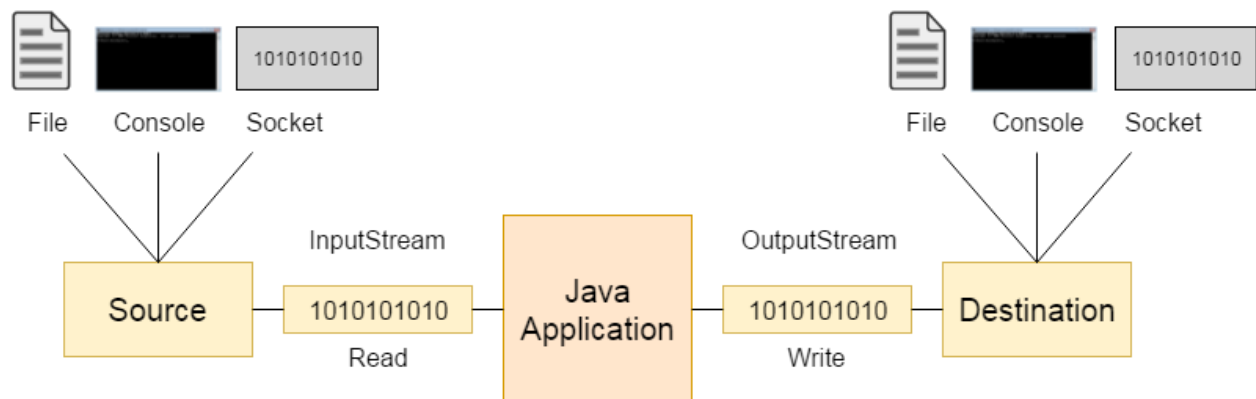 1010101010
1010101010
File Console Socket
File Console Socket
InputStream
OutputStream
Source
1010101010
Java
Application
1010101010
Destination
Read
Write